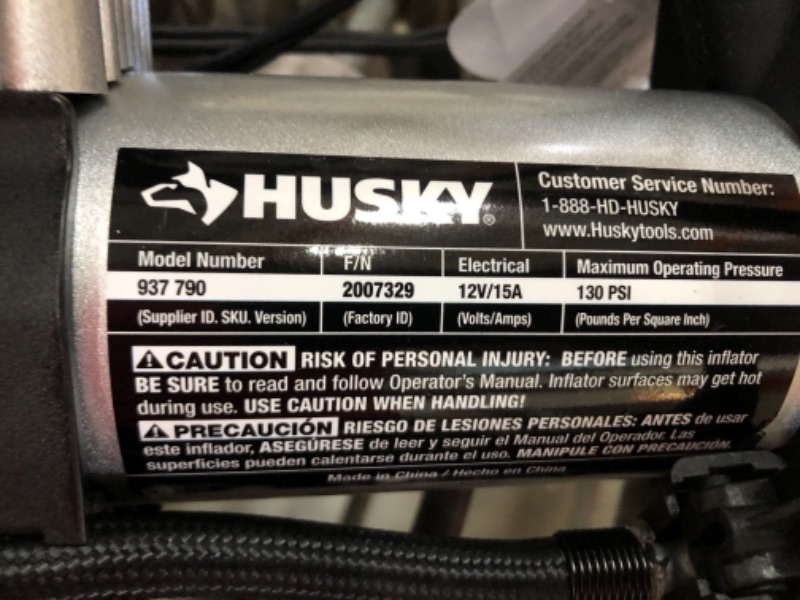 HUSKY®
Customer Service Number:
1-888-HD-HUSKY
www.Huskytools.com
Model Number F/N Electrical Maximum Operating Pressure
937 790 2007329 12V/15A 130 PSI
(Supplier ID. SKU. Version) (Factory ID) (Volts/Amps) (Pounds Per Square Inch)
CAUTION RISK OF PERSONAL INJURY: BEFORE using this inflator
BE SURE to read and follow Operator's Manual. Inflator surfaces may get hot
during use. USE CAUTION WHEN HANDLING!
PRECAUCIÓN RIESGO DE LESIONES PERSONALES: ANTES de usar
este inflador, ASEGÚRESE de leer y seguir el Manual del Operador. Las
superficies pueden calentarse durante el uso. MANIPULE CON PRECAUCIÓN.
Made in China / Hecho en China